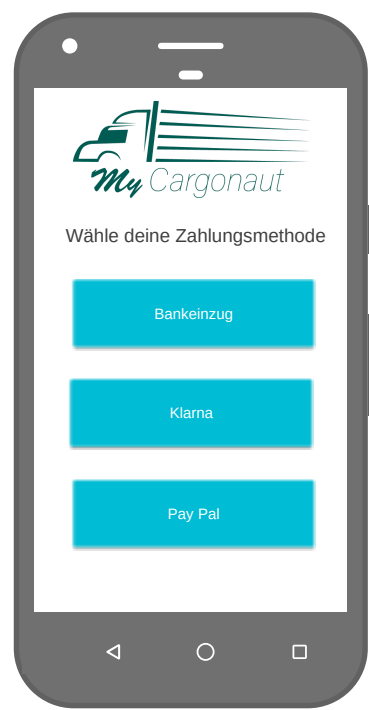 My Cargonaut
Wähle deine Zahlungsmethode
Bankeinzug
Klarna
Pay Pal